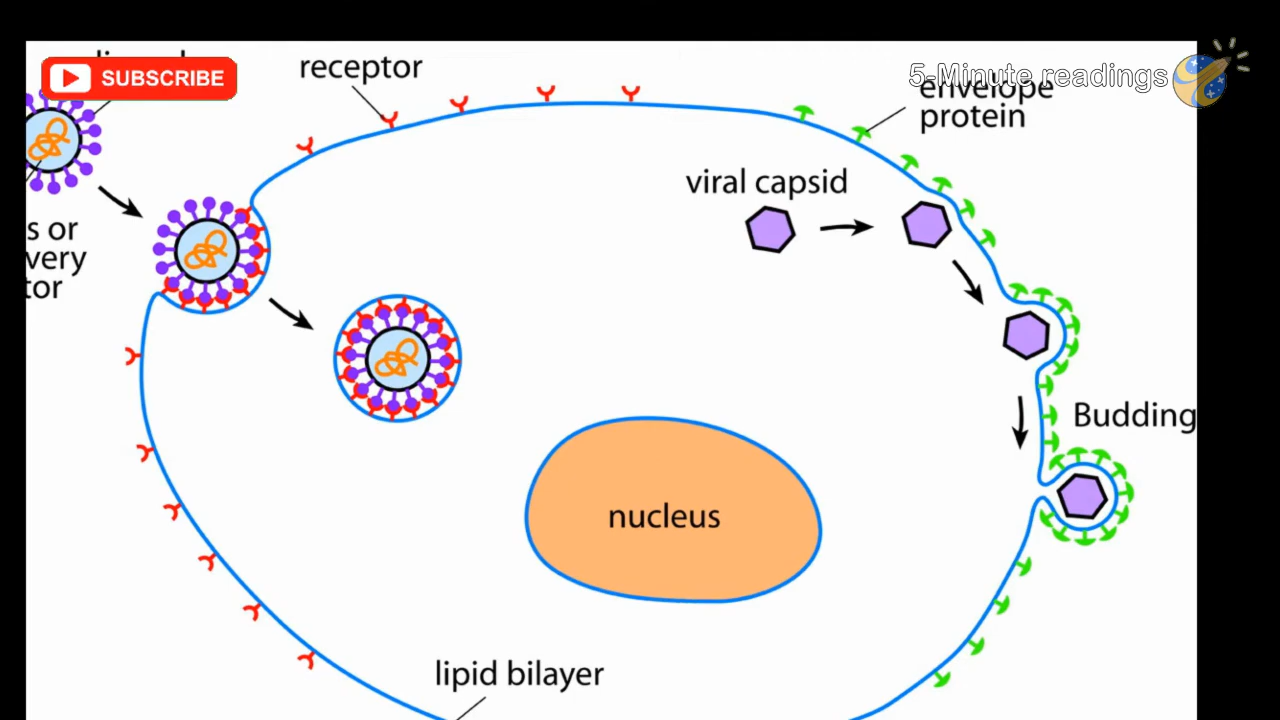 SUBSCRIBE
receptor
5-Minute readings
envelope
protein
viral capsid
s or
very
tor
Budding
nucleus
lipid bilayer